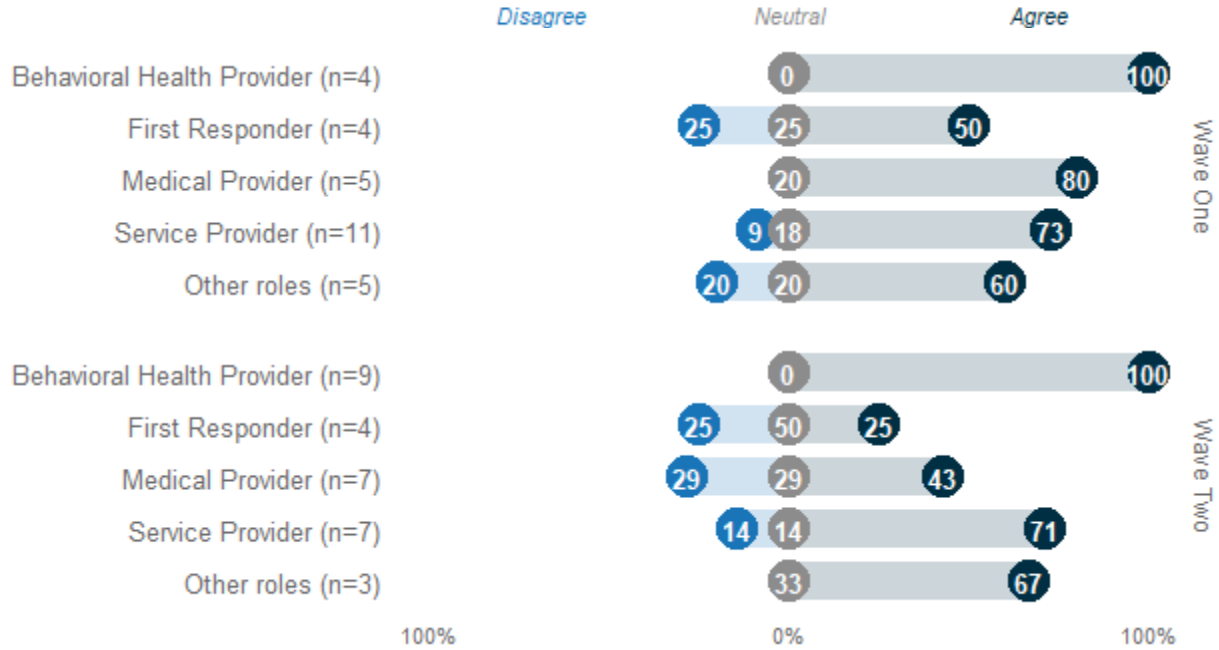 Disagree Neutral Agree
Behavioral Health Provider (n=4) 0 100
First Responder (n=4) 25 25 50
Medical Provider (n=5) 20 80
Service Provider (n=11) 9 18 73
Other roles (n=5) 20 20 60
Wave One
Behavioral Health Provider (n=9) 0 100
First Responder (n=4) 25 50 25
Medical Provider (n=7) 29 29 43
Service Provider (n=7) 14 14 71
Other roles (n=3) 33 67
Wave Two
100% 0% 100%